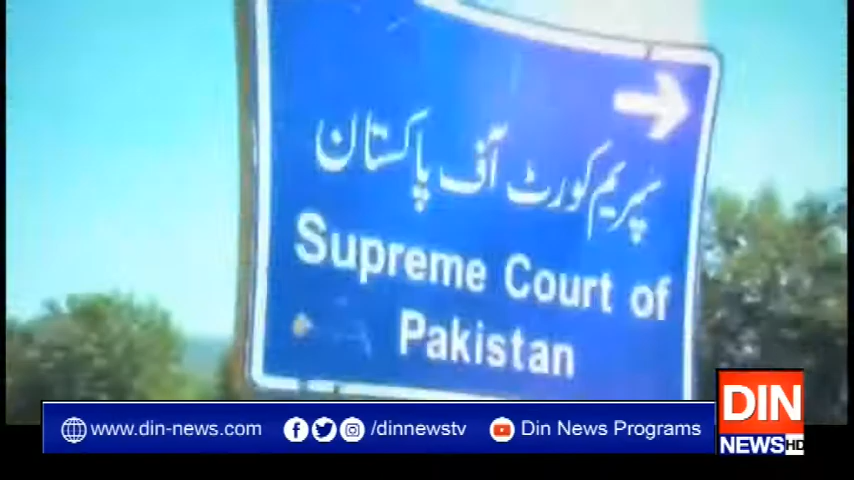 سپریم کورٹ آف پاکستان
Supreme Court of
Pakistan
www.din-news.com
/dinnewstv
Din News Programs
DIN
NEWS HD